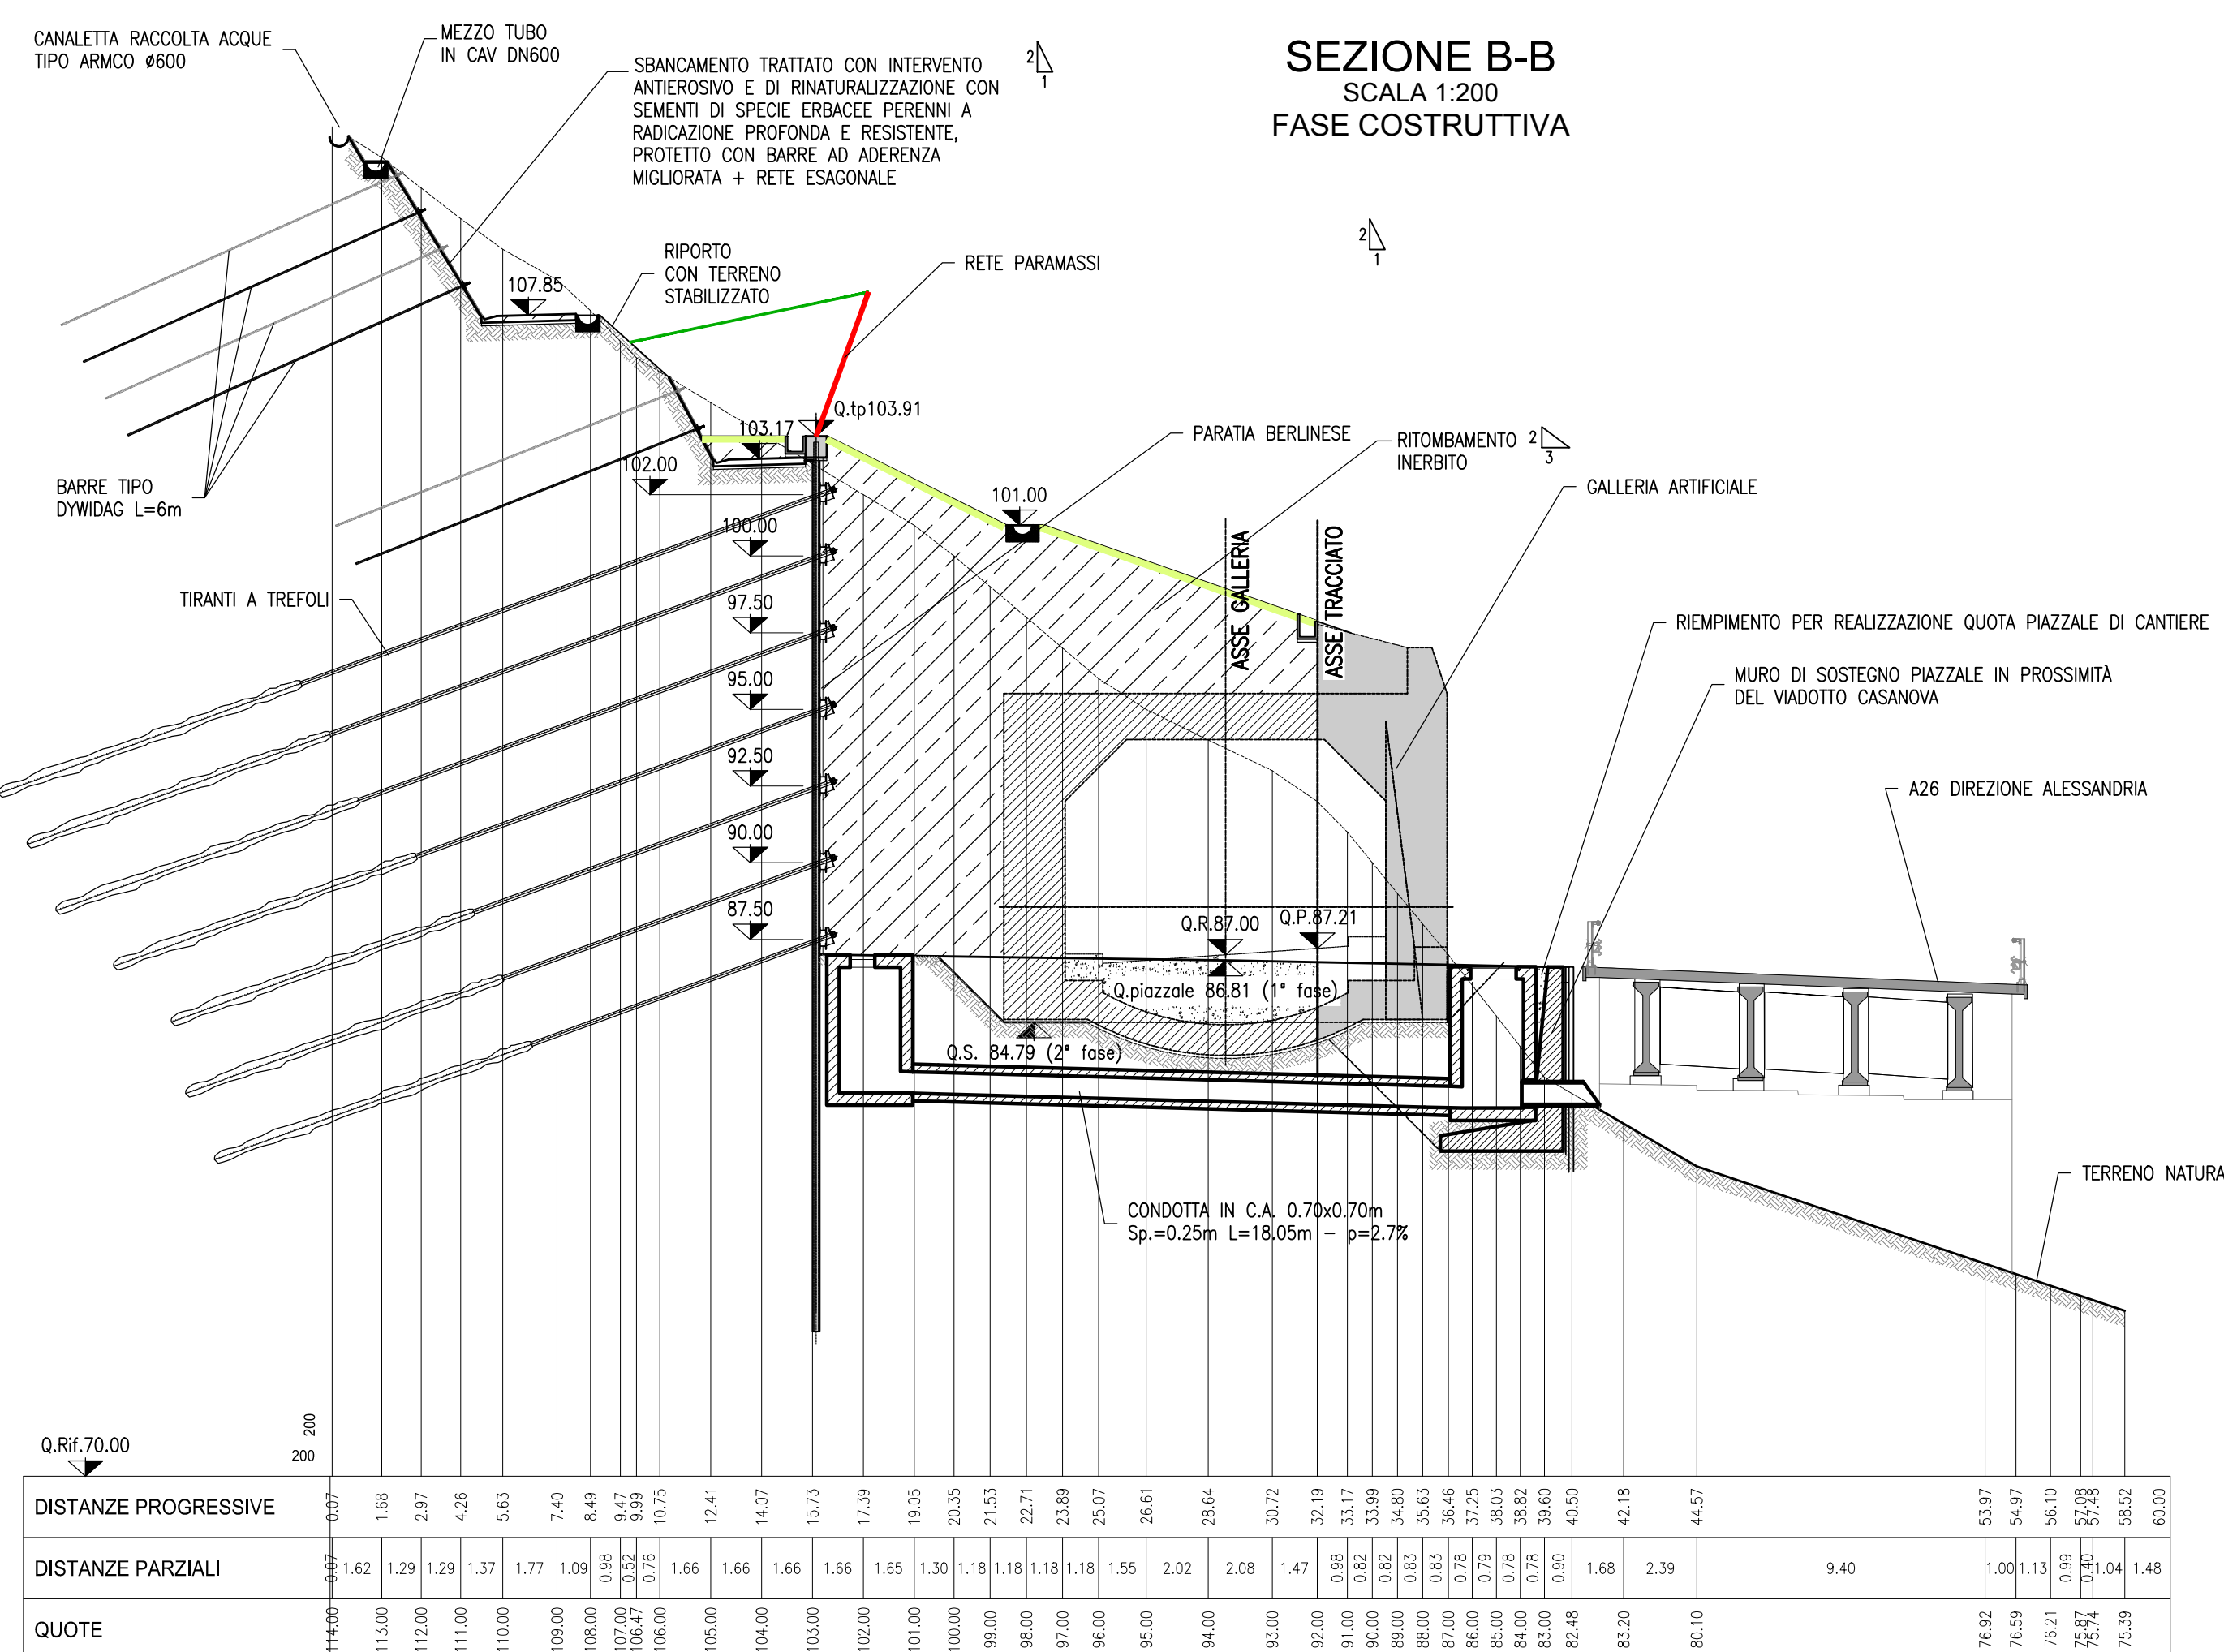 SEZIONE B-B
SCALA 1:200
FASE COSTRUTTIVA
CANALETTA RACCOLTA ACQUE
TIPO ARMCO ø600
MEZZO TUBO
IN CAV DN600
SBANCAMENTO TRATTATO CON INTERVENTO
ANTIEROSIVO E DI RINATURALIZZAZIONE CON
SEMENTI DI SPECIE ERBACEE PERENNI A
RADICAZIONE PROFONDA E RESISTENTE,
PROTETTO CON BARRE AD ADERENZA
MIGLIORATA + RETE ESAGONALE
2
1
2
1
RIPORTO
CON TERRENO
STABILIZZATO
RETE PARAMASSI
107.85
Q.tp103.91
103.17
102.00
PARATIA BERLINESE
RITOMBAMENTO
INERBITO
2
3
GALLERIA ARTIFICIALE
BARRE TIPO
DYWIDAG L=6m
101.00
100.00
ASSE GALLERIA
ASSE TRACCIATO
TIRANTI A TREFOLI
97.50
RIEMPIMENTO PER REALIZZAZIONE QUOTA PIAZZALE DI CANTIERE
MURO DI SOSTEGNO PIAZZALE IN PROSSIMITÀ
DEL VIADOTTO CASANOVA
95.00
92.50
A26 DIREZIONE ALESSANDRIA
90.00
87.50
Q.R.87.00
Q.P.87.21
Q.piazzale 86.81 (1ª fase)
Q.S. 84.79 (2ª fase)
TERRENO NATURA
CONDOTTA IN C.A. 0.70x0.70m
Sp.=0.25m L=18.05m – p=2.7%
200
200
Q.Rif.70.00
DISTANZE PROGRESSIVE 0.07 1.68 2.97 4.26 5.63 7.40 8.49 9.47 9.99 10.75 12.41 14.07 15.73 17.39 19.05 20.35 21.53 22.71 23.89 25.07 26.61 28.64 30.72 32.19 33.17 33.99 34.80 35.63 36.46 37.25 38.03 38.82 39.60 40.50 42.18 44.57 53.97 54.97 56.10 57.08 57.48 58.52 60.00
DISTANZE PARZIALI 0.07 1.62 1.29 1.29 1.37 1.77 1.09 0.98 0.52 0.76 1.66 1.66 1.66 1.66 1.65 1.30 1.18 1.18 1.18 1.18 1.55 2.02 2.08 1.47 0.98 0.82 0.82 0.83 0.83 0.78 0.79 0.78 0.78 0.90 1.68 2.39 9.40 1.00 1.13 0.99 0.40 1.04 1.48
QUOTE 114.00 113.00 112.00 111.00 110.00 109.00 108.00 107.00 106.47 106.00 105.00 104.00 103.00 102.00 101.00 100.00 99.00 98.00 97.00 96.00 95.00 94.00 93.00 92.00 91.00 90.00 89.00 88.00 87.00 86.00 85.00 84.00 83.00 82.48 83.20 80.10 76.92 76.59 76.21 75.87 75.74 75.39